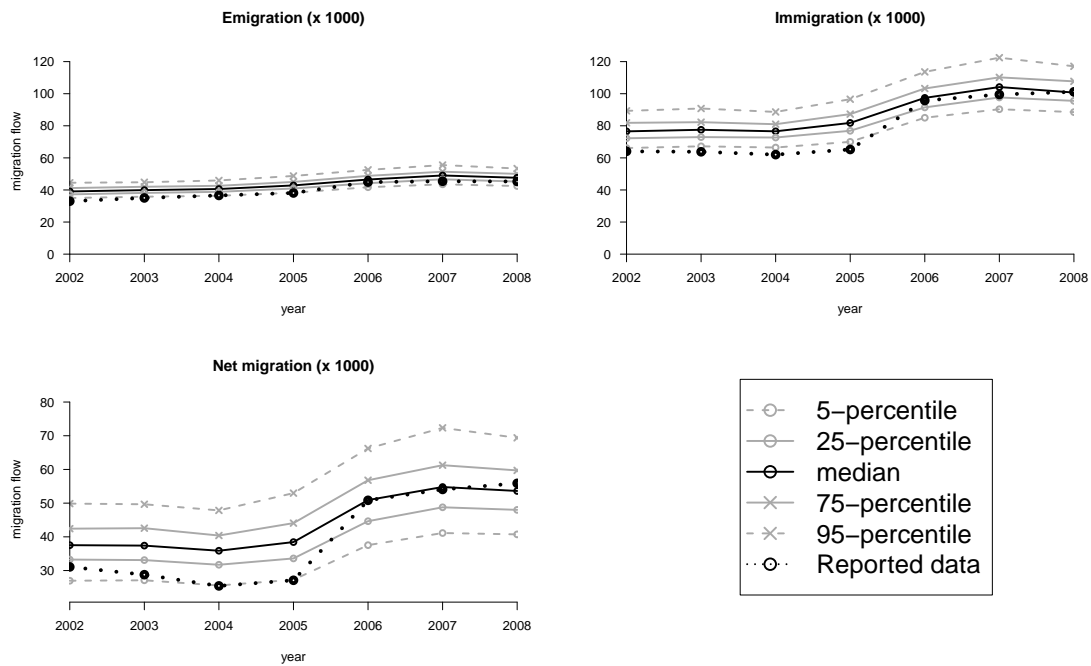 Emigration (x 1000)
migration flow
120
100
80
60
40
20
0
2002 2003 2004 2005 2006 2007 2008
year
Immigration (x 1000)
migration flow
120
100
80
60
40
20
0
2002 2003 2004 2005 2006 2007 2008
year
Net migration (x 1000)
migration flow
80
70
60
50
40
30
2002 2003 2004 2005 2006 2007 2008
year
5−percentile
25−percentile
median
75−percentile
95−percentile
Reported data